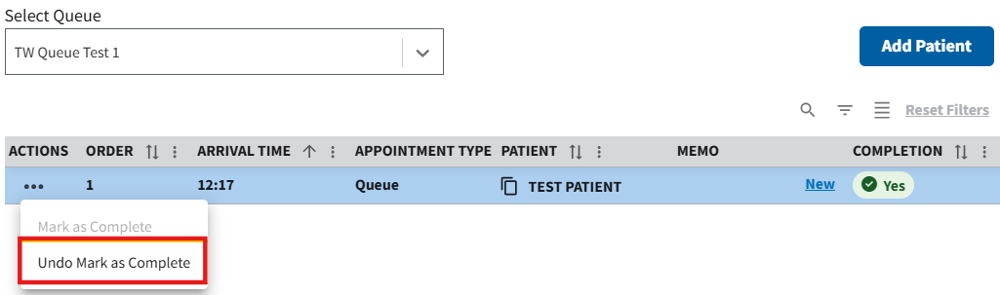 Select Queue
TW Queue Test 1
Add Patient
Reset Filters
ACTIONS ORDER ARRIVAL TIME APPOINTMENT TYPE PATIENT MEMO COMPLETION
1 12:17 Queue TEST PATIENT New Yes
Mark as Complete
Undo Mark as Complete